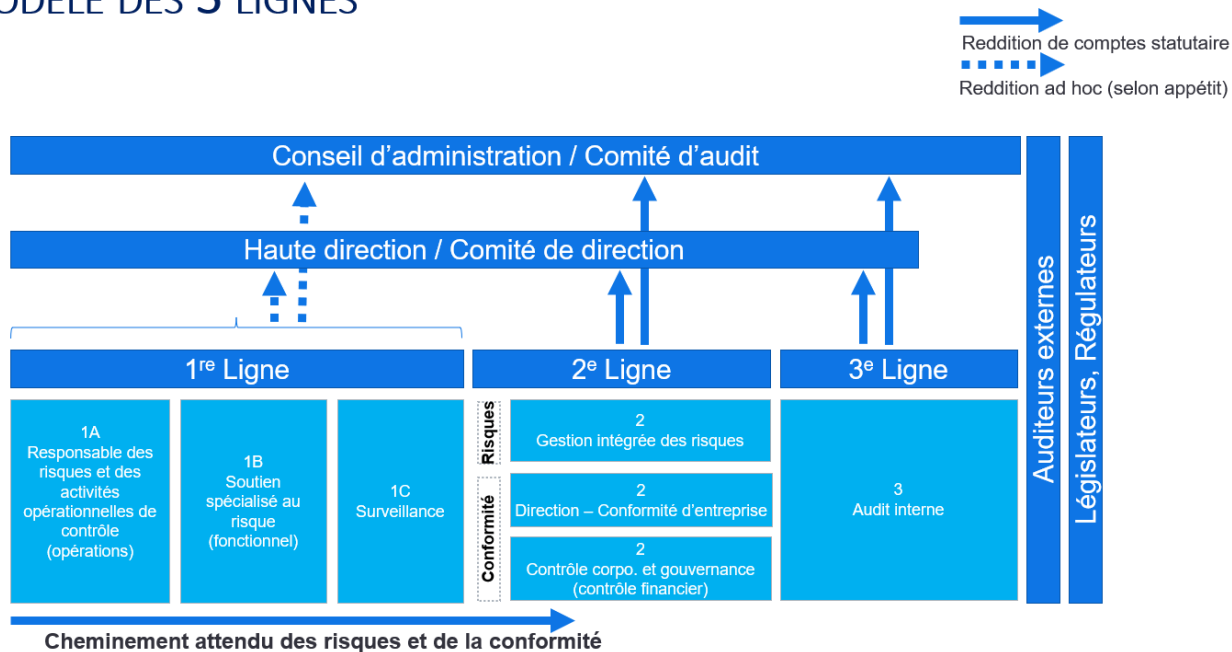 ODÈLE DES 3 LIGNES
Reddition de comptes statutaire
Reddition ad hoc (selon appétit)
Conseil d'administration / Comité d'audit
Haute direction / Comité de direction
1re Ligne
2e Ligne
3e Ligne
1A
Responsable des
risques et des
activités
opérationnelles de
contrôle
(opérations)
1B
Soutien
spécialisé au
risque
(fonctionnel)
1C
Surveillance
Risques
2
Gestion intégrée des risques
Conformité
2
Direction – Conformité d'entreprise
2
Contrôle corpo. et gouvernance
(contrôle financier)
3
Audit interne
Auditeurs externes
Législateurs, Régulateurs
Cheminement attendu des risques et de la conformité